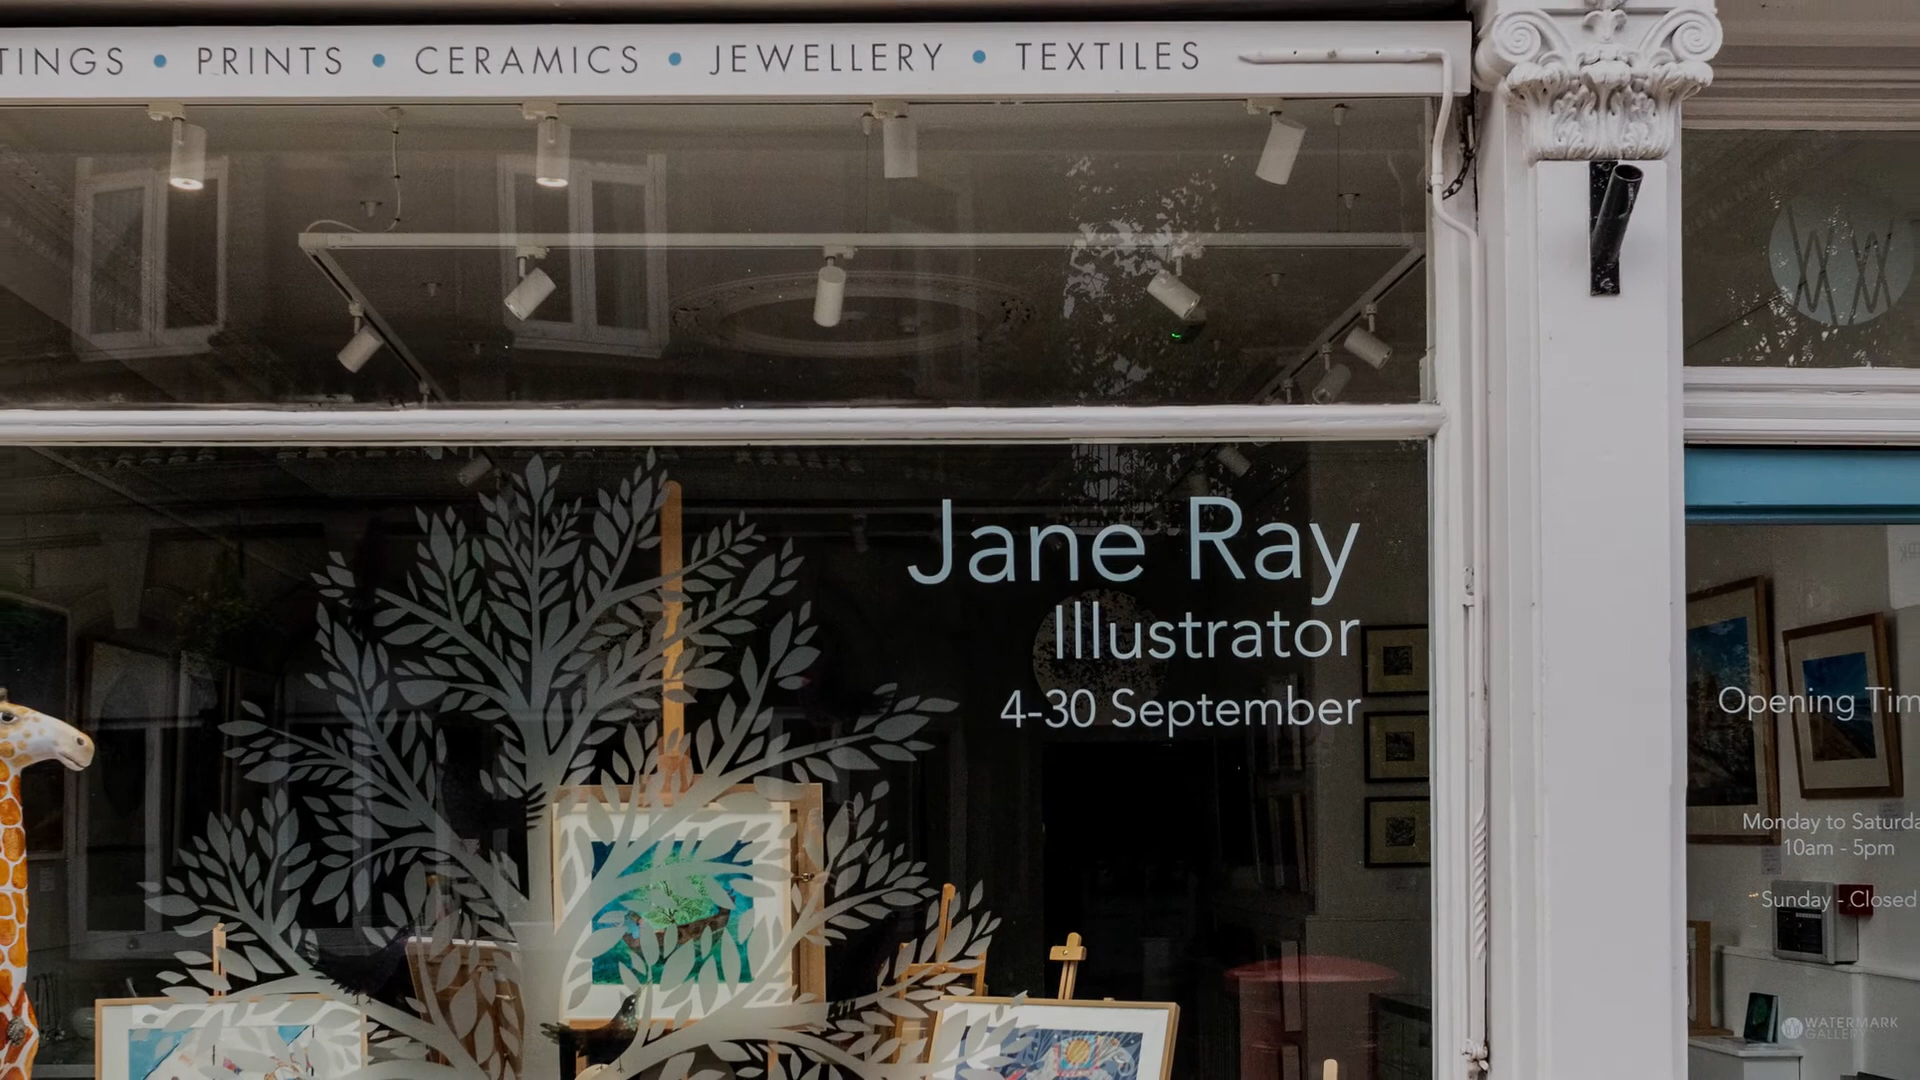 TINGS • PRINTS • CERAMICS • JEWELLERY • TEXTILES
Jane Ray
Illustrator
4-30 September
Opening Tim
Monday to Saturda
10am - 5pm
Sunday - Closed
WATERMARK
GALLERY